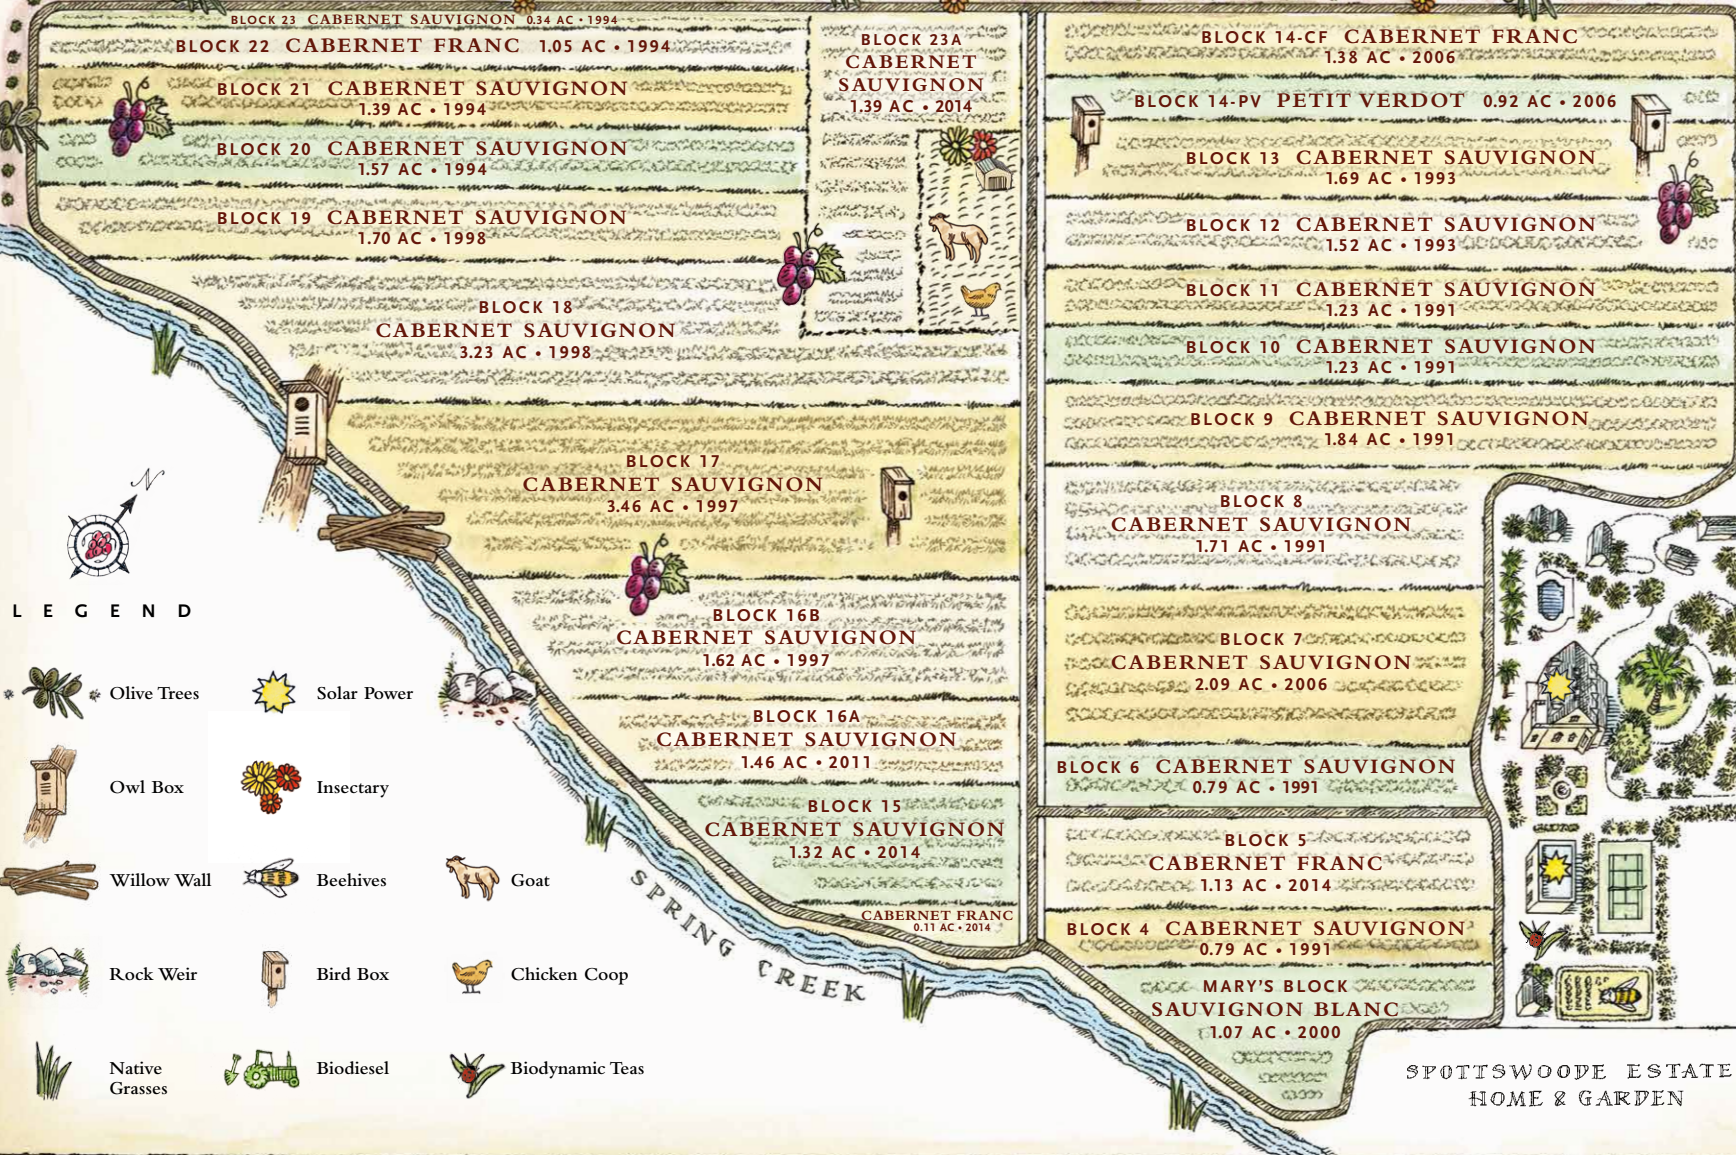 BLOCK 23 CABERNET SAUVIGNON 0.34 AC • 1994
BLOCK 22 CABERNET FRANC 1.05 AC • 1994
BLOCK 21 CABERNET SAUVIGNON
1.39 AC • 1994
BLOCK 20 CABERNET SAUVIGNON
1.57 AC • 1994
BLOCK 19 CABERNET SAUVIGNON
1.70 AC • 1998
BLOCK 18
CABERNET SAUVIGNON
3.23 AC • 1998
BLOCK 23A
CABERNET
SAUVIGNON
1.39 AC • 2014
BLOCK 17
CABERNET SAUVIGNON
3.46 AC • 1997
BLOCK 16B
CABERNET SAUVIGNON
1.62 AC • 1997
BLOCK 16A
CABERNET SAUVIGNON
1.46 AC • 2011
BLOCK 15
CABERNET SAUVIGNON
1.32 AC • 2014
CABERNET FRANC
0.11 AC • 2014
BLOCK 14-CF CABERNET FRANC
1.38 AC • 2006
BLOCK 14-PV PETIT VERDOT 0.92 AC • 2006
BLOCK 13 CABERNET SAUVIGNON
1.69 AC • 1993
BLOCK 12 CABERNET SAUVIGNON
1.52 AC • 1993
BLOCK 11 CABERNET SAUVIGNON
1.23 AC • 1991
BLOCK 10 CABERNET SAUVIGNON
1.23 AC • 1991
BLOCK 9 CABERNET SAUVIGNON
1.84 AC • 1991
BLOCK 8
CABERNET SAUVIGNON
1.71 AC • 1991
BLOCK 7
CABERNET SAUVIGNON
2.09 AC • 2006
BLOCK 6 CABERNET SAUVIGNON
0.79 AC • 1991
BLOCK 5
CABERNET FRANC
1.13 AC • 2014
BLOCK 4 CABERNET SAUVIGNON
0.79 AC • 1991
MARY'S BLOCK
SAUVIGNON BLANC
1.07 AC • 2000
SPRING CREEK
N
LEGEND
Olive Trees
Solar Power
Owl Box
Insectary
Willow Wall
Beehives
Goat
Rock Weir
Bird Box
Chicken Coop
Native
Grasses
Biodiesel
Biodynamic Teas
SPOTTSWOODE ESTATE
HOME & GARDEN